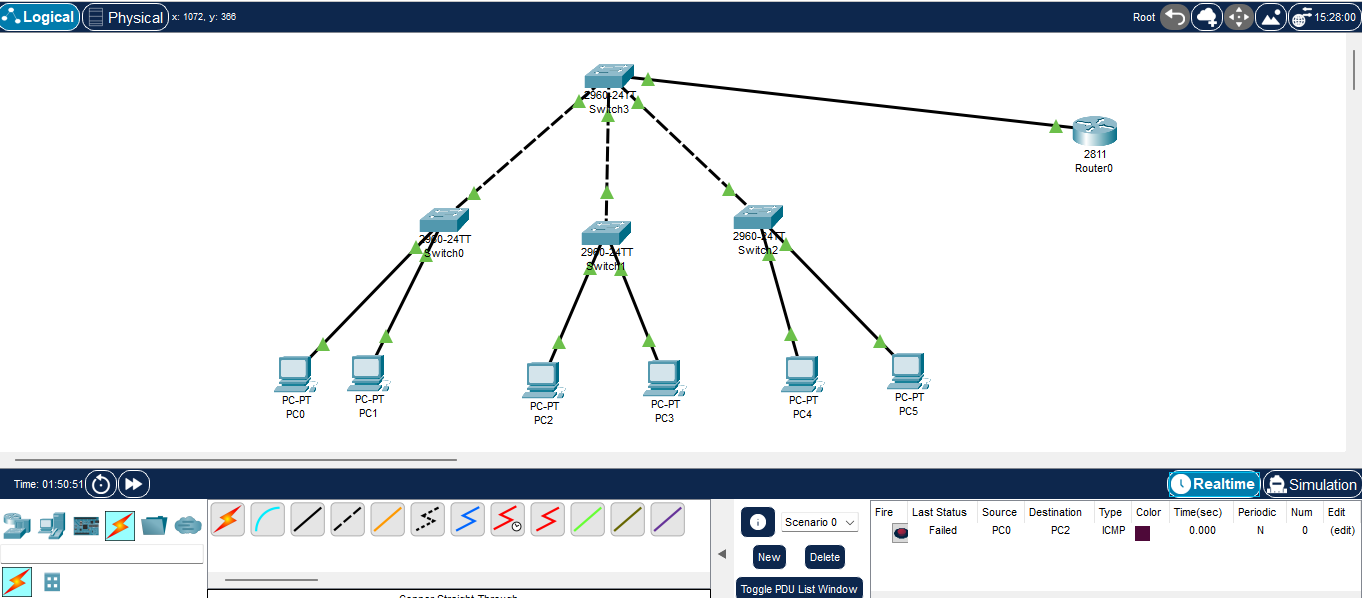 Logical
Physical
x: 1072, y: 366
Root
15:28:00
2960-24TT
Switch3
2811
Router0
2960-24TT
Switch0
2960-24TT
Switch1
2960-24TT
Switch2
PC-PT
PC0
PC-PT
PC1
PC-PT
PC2
PC-PT
PC3
PC-PT
PC4
PC-PT
PC5
Time: 01:50:51
Realtime
Simulation
Scenario 0
New
Delete
Toggle PDU List Window
Fire Last Status Source Destination Type Color Time(sec) Periodic Num Edit
Failed PC0 PC2 ICMP 0.000 N 0 (edit)
Copper Straight-Through